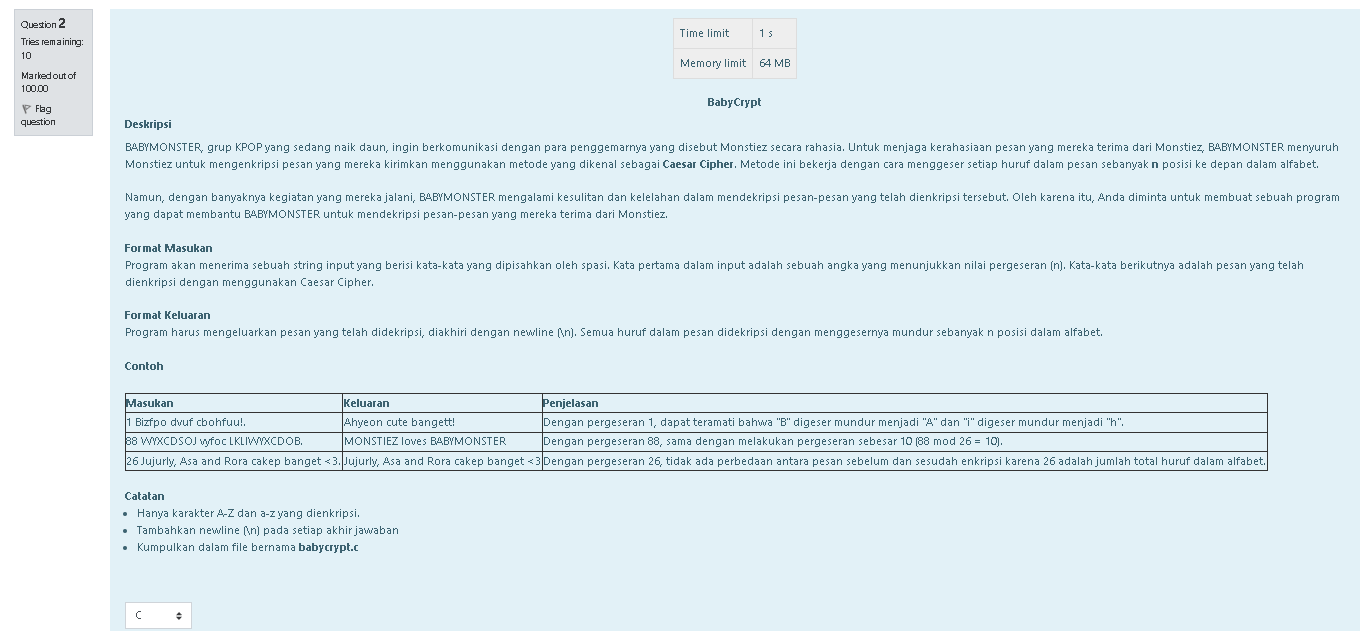 Question 2
Tries remaining:
10
Marked out of
100.00
Flag
question
Time limit 1 s
Memory limit 64 MB
BabyCrypt
Deskripsi
BABYMONSTER, grup KPOP yang sedang naik daun, ingin berkomunikasi dengan para penggemarnya yang disebut Monstiez secara rahasia. Untuk menjaga kerahasiaan pesan yang mereka terima dari Monstiez, BABYMONSTER menyuruh
Monstiez untuk mengenkripsi pesan yang mereka kirimkan menggunakan metode yang dikenal sebagai Caesar Cipher. Metode ini bekerja dengan cara menggeser setiap huruf dalam pesan sebanyak n posisi ke depan dalam alfabet.
Namun, dengan banyaknya kegiatan yang mereka jalani, BABYMONSTER mengalami kesulitan dan kelelahan dalam mendekripsi pesan-pesan yang telah dienkripsi tersebut. Oleh karena itu, Anda diminta untuk membuat sebuah program
yang dapat membantu BABYMONSTER untuk mendekripsi pesan-pesan yang mereka terima dari Monstiez.
Format Masukan
Program akan menerima sebuah string input yang berisi kata-kata yang dipisahkan oleh spasi. Kata pertama dalam input adalah sebuah angka yang menunjukkan nilai pergeseran (n). Kata-kata berikutnya adalah pesan yang telah
dienkripsi dengan menggunakan Caesar Cipher.
Format Keluaran
Program harus mengeluarkan pesan yang telah didekripsi, diakhiri dengan newline (\n). Semua huruf dalam pesan didekripsi dengan menggesernya mundur sebanyak n posisi dalam alfabet.
Contoh
Masukan Keluaran Penjelasan
1 Bizfpo dvuf cbohfuu!. Ahyeon cute bangett! Dengan pergeseran 1, dapat teramati bahwa "B" digeser mundur menjadi "A" dan "i" digeser mundur menjadi "h".
88 WYXCDSOJ vyfoc LKLIWYXCDOB. MONSTIEZ loves BABYMONSTER Dengan pergeseran 88, sama dengan melakukan pergeseran sebesar 10 (88 mod 26 = 10).
26 Jujurly, Asa and Rora cakep banget <3. Jujurly, Asa and Rora cakep banget <3 Dengan pergeseran 26, tidak ada perbedaan antara pesan sebelum dan sesudah enkripsi karena 26 adalah jumlah total huruf dalam alfabet.
Catatan
• Hanya karakter A-Z dan a-z yang dienkripsi.
• Tambahkan newline (\n) pada setiap akhir jawaban
• Kumpulkan dalam file bernama babycrypt.c
C